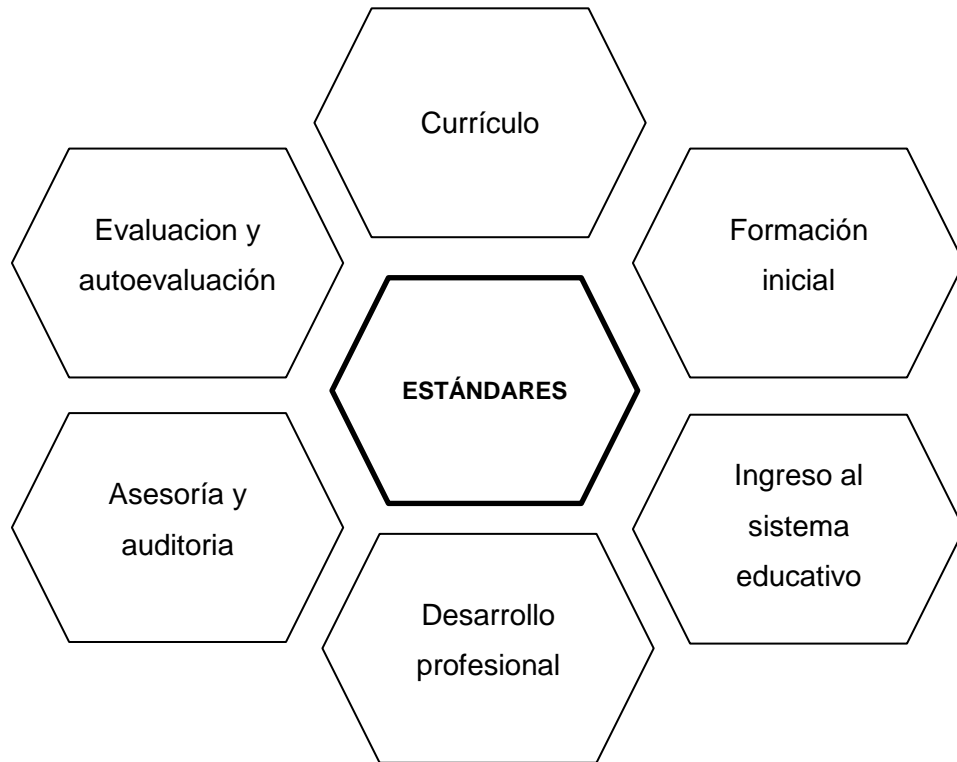 Currículo
Evaluacion y
autoevaluación
Formación
inicial
ESTÁNDARES
Asesoría y
auditoria
Ingreso al
sistema
educativo
Desarrollo
profesional